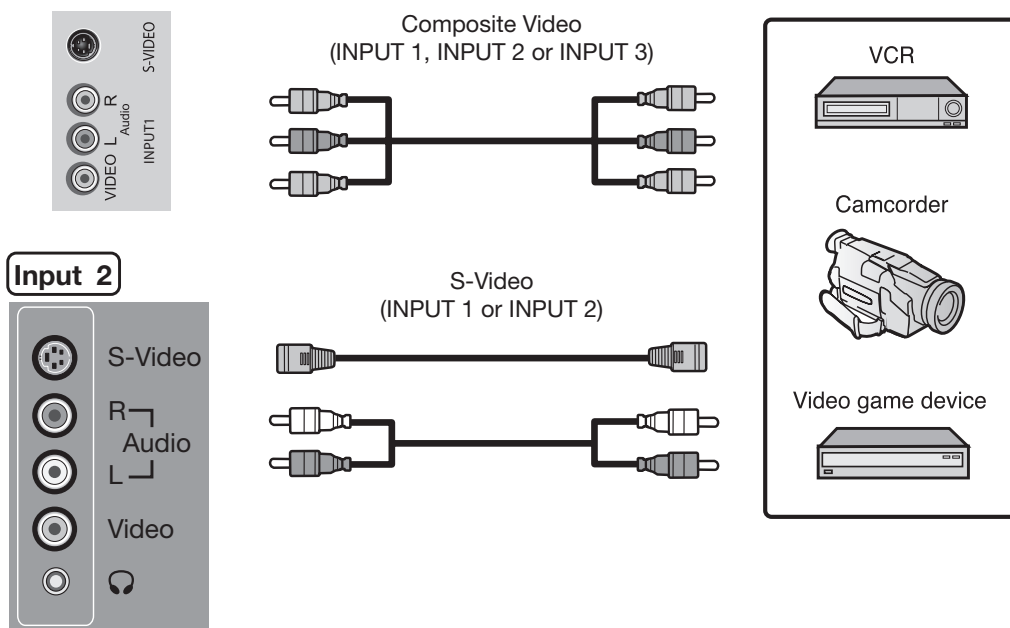 S-VIDEO
R
Audio
L
VIDEO
INPUT1
Composite Video
(INPUT 1, INPUT 2 or INPUT 3)
VCR
Camcorder
Video game device
Input 2
S-Video
R
Audio
L
Video
S-Video
(INPUT 1 or INPUT 2)